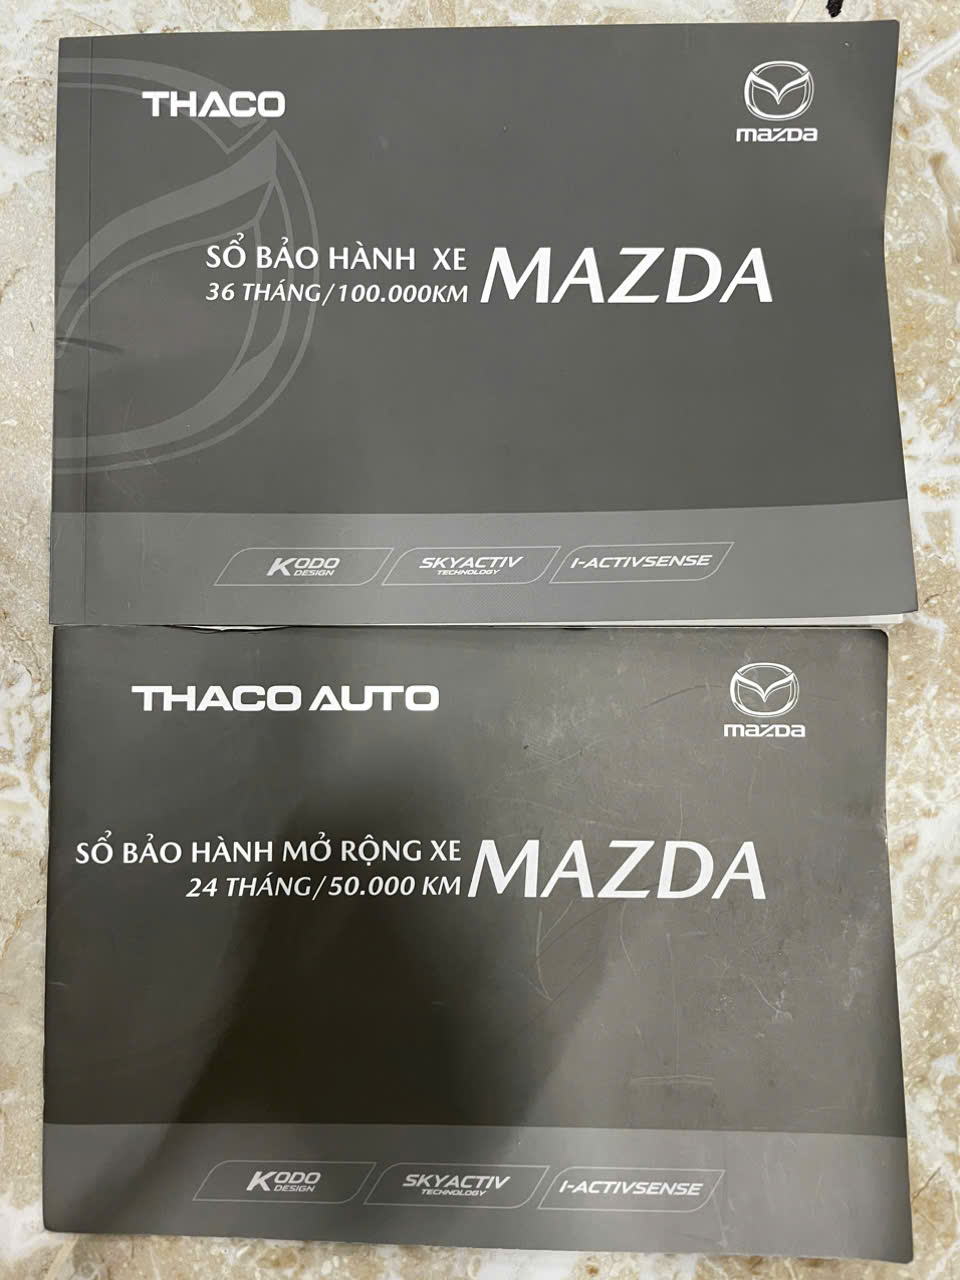 THACO
mazda
SỔ BẢO HÀNH XE MAZDA
36 THÁNG/100.000KM
KODO DESIGN
SKYACTIV TECHNOLOGY
i-ACTIVSENSE
THACO AUTO
mazda
SỔ BẢO HÀNH MỞ RỘNG XE MAZDA
24 THÁNG/50.000 KM
KODO DESIGN
SKYACTIV TECHNOLOGY
i-ACTIVSENSE